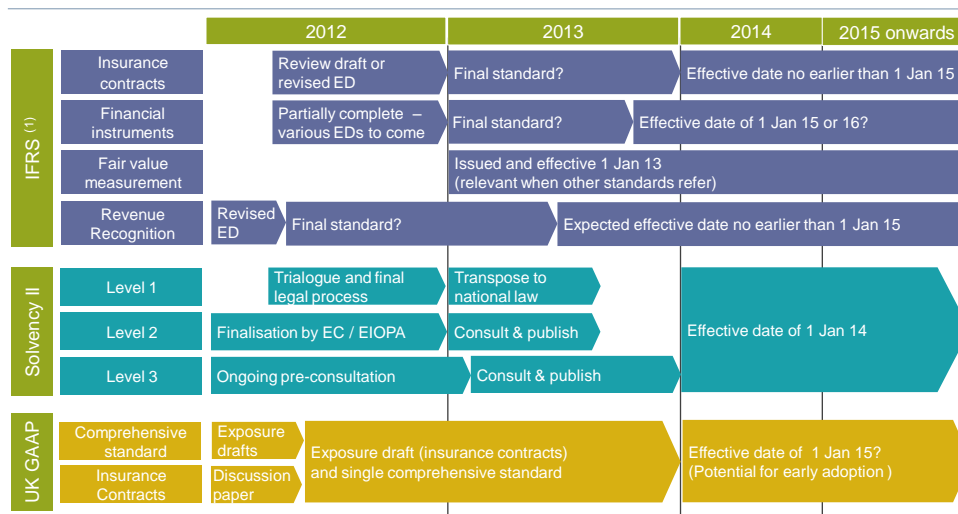 2012
2013
2014
2015 onwards
IFRS (1)
Insurance
contracts
Review draft or
revised ED
Final standard?
Effective date no earlier than 1 Jan 15
Financial
instruments
Partially complete –
various EDs to come
Final standard?
Effective date of 1 Jan 15 or 16?
Fair value
measurement
Issued and effective 1 Jan 13
(relevant when other standards refer)
Revenue
Recognition
Revised
ED
Final standard?
Expected effective date no earlier than 1 Jan 15
Solvency II
Level 1
Trialogue and final
legal process
Transpose to
national law
Level 2
Finalisation by EC / EIOPA
Consult & publish
Effective date of 1 Jan 14
Level 3
Ongoing pre-consultation
Consult & publish
UK GAAP
Comprehensive
standard
Exposure
drafts
Exposure draft (insurance contracts)
and single comprehensive standard
Effective date of 1 Jan 15?
(Potential for early adoption )
Insurance
Contracts
Discussion
paper